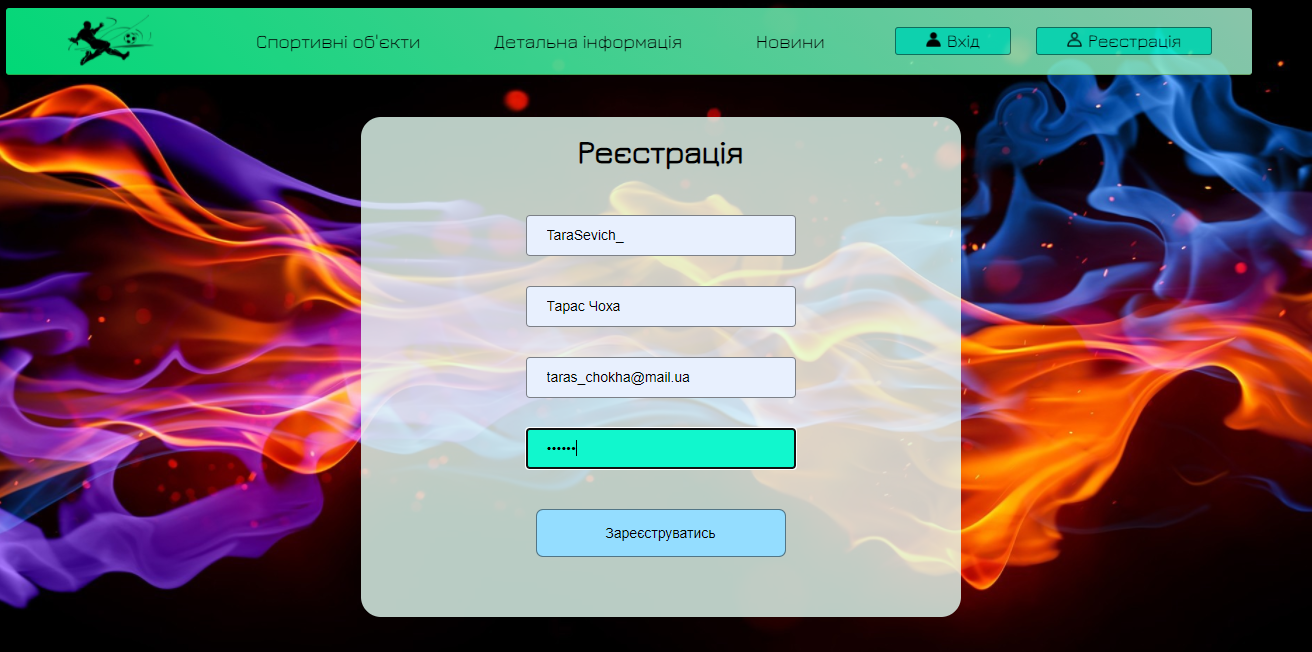 Спортивні об'єкти Детальна інформація Новини Вхід Реєстрація
Реєстрація
TaraSevich_
Тарас Чоха
taras_chokha@mail.ua
••••••
Зареєструватись